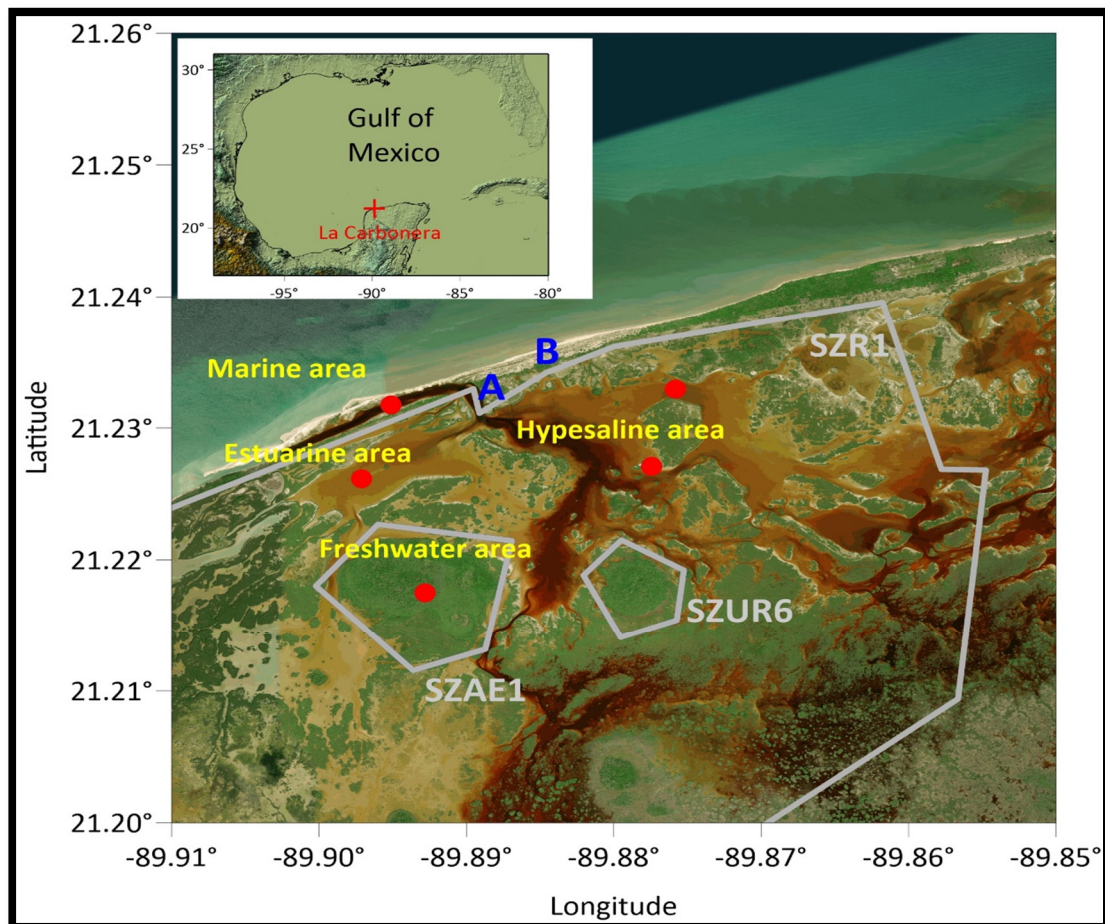 21.26°
21.25°
21.24°
21.23°
21.22°
21.21°
21.20°
Latitude
30°
25°
20°
Gulf of
Mexico
La Carbonera
-95°
-90°
-85°
-80°
Marine area
A
B
SZR1
Estuarine area
Hypesaline area
Freshwater area
SZUR6
SZAE1
-89.91°
-89.90°
-89.89°
-89.88°
-89.87°
-89.86°
-89.85°
Longitude